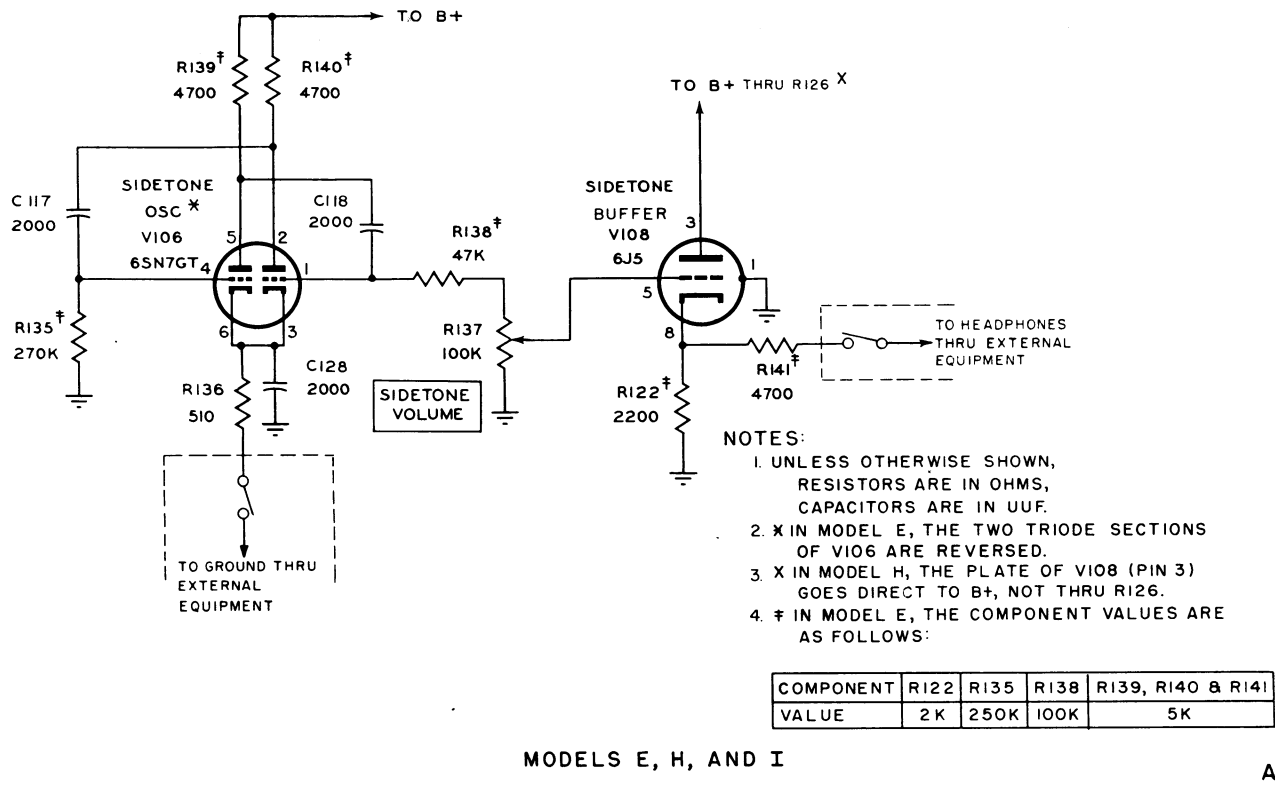 TO B+
R139‡
4700
R140‡
4700
TO B+ THRU R126 X
C117
2000
SIDETONE
OSC *
V106
6SN7GT
C118
2000
5
2
4
1
6
3
R138‡
47K
SIDETONE
BUFFER
V108
6J5
3
1
5
8
R135‡
270K
R137
100K
R136
510
C128
2000
SIDETONE
VOLUME
R141‡
4700
R122‡
2200
TO HEADPHONES
THRU EXTERNAL
EQUIPMENT
TO GROUND THRU
EXTERNAL
EQUIPMENT
NOTES:
1. UNLESS OTHERWISE SHOWN,
RESISTORS ARE IN OHMS,
CAPACITORS ARE IN UUF.
2. * IN MODEL E, THE TWO TRIODE SECTIONS
OF V106 ARE REVERSED.
3. X IN MODEL H, THE PLATE OF V108 (PIN 3)
GOES DIRECT TO B+, NOT THRU R126.
4. ‡ IN MODEL E, THE COMPONENT VALUES ARE
AS FOLLOWS:
COMPONENT R122 R135 R138 R139, R140 & R141
VALUE 2K 250K 100K 5K
MODELS E, H, AND I
A